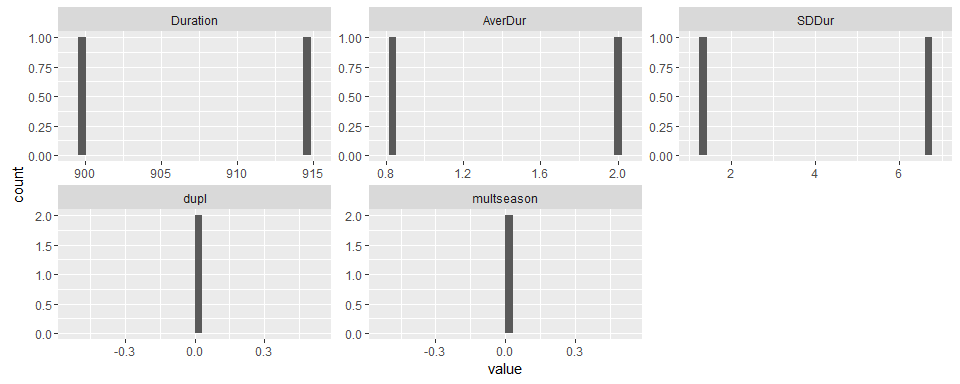 Duration AverDur SDDur
1.00 1.00 1.00
0.75 0.75 0.75
0.50 0.50 0.50
0.25 0.25 0.25
0.00 0.00 0.00
900 905 910 915 0.8 1.2 1.6 2.0 2 4 6
count
dupl multseason
2.0 2.0
1.5 1.5
1.0 1.0
0.5 0.5
0.0 0.0
-0.3 0.0 0.3 -0.3 0.0 0.3
value